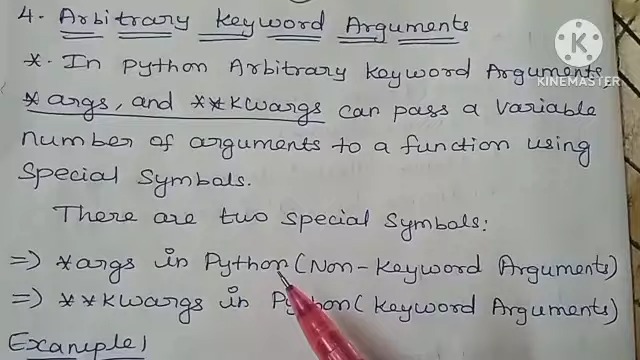 4. Arbitrary Keyword Arguments
*. In Python Arbitrary Keyword Arguments
*args, and **kwargs can pass a variable
number of arguments to a function using
Special Symbols.
There are two special symbols:
=> *args in Python (Non-Keyword Arguments)
=> **kwargs in Python (Keyword Arguments)
Example 1
KINEMASTER